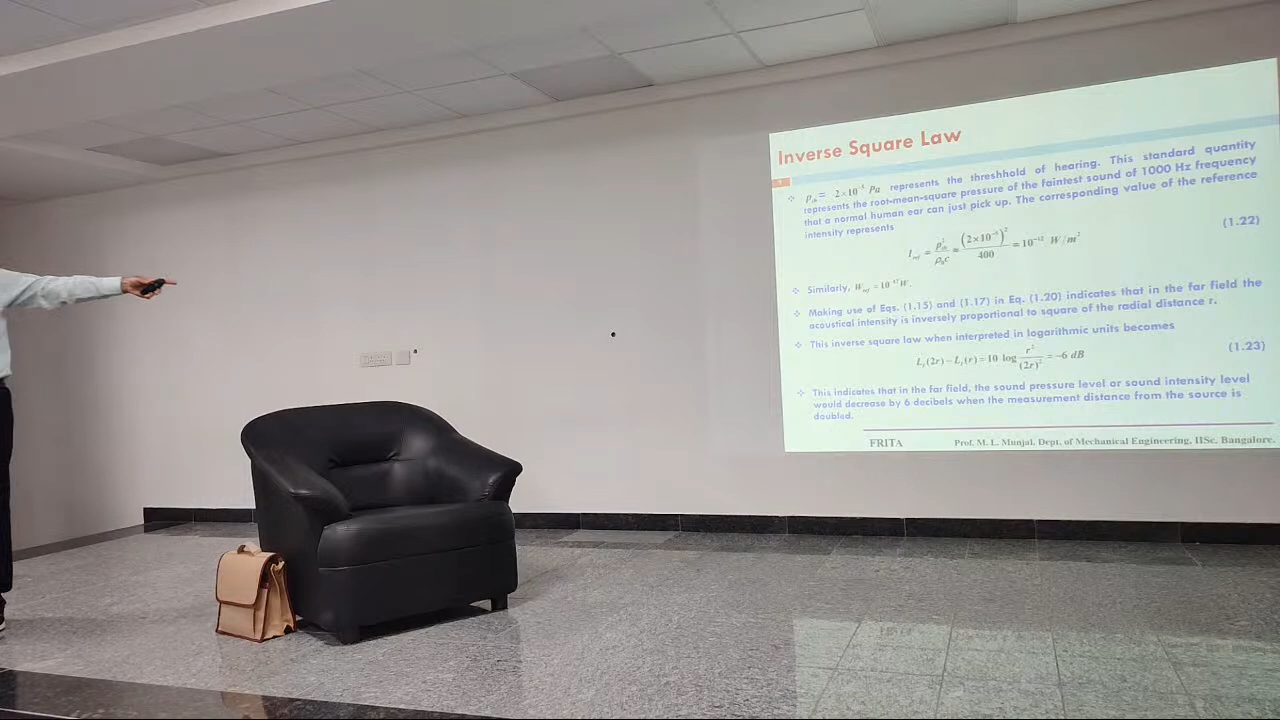 Inverse Square Law
❖ p_th = 2×10⁻⁵ Pa represents the threshhold of hearing. This standard quantity
represents the root-mean-square pressure of the faintest sound of 1000 Hz frequency
that a normal human ear can just pick up. The corresponding value of the reference
intensity represents
I_ref = p²_th / ρ₀c = (2×10⁻⁵)² / 400 = 10⁻¹² W/m² (1.22)
❖ Similarly, W_ref = 10⁻¹² W.
❖ Making use of Eqs. (1.15) and (1.17) in Eq. (1.20) indicates that in the far field the
acoustical intensity is inversely proportional to square of the radial distance r.
❖ This inverse square law when interpreted in logarithmic units becomes
L_I(2r) – L_I(r) = 10 log r² / (2r)² = –6 dB (1.23)
❖ This indicates that in the far field, the sound pressure level or sound intensity level
would decrease by 6 decibels when the measurement distance from the source is
doubled.
FRITA Prof. M. L. Munjal, Dept. of Mechanical Engineering, IISc, Bangalore.